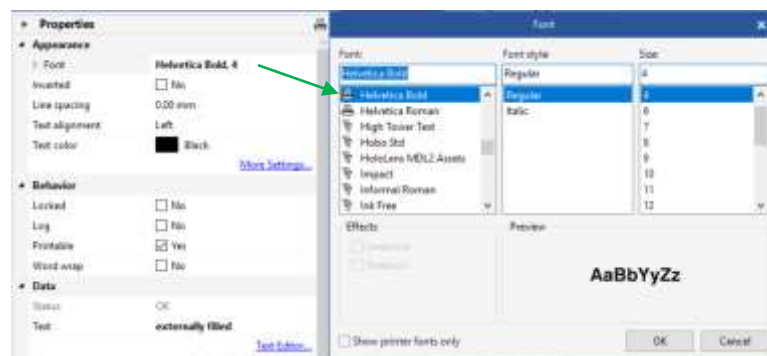 Properties
Appearance
Font Helvetica Bold, 4
Inverted No
Line spacing 0.00 mm
Text alignment Left
Text color Black
More Settings...
Behavior
Locked No
Log No
Printable Yes
Word wrap No
Data
Status OK
Text externally filled
Text Editor...
Font
Font: Font style Size
Helvetica Bold Regular 4
Helvetica Bold Regular 4
Helvetica Roman Italic 6
High Tower Text 7
Hobo Std 8
HoloLens MDL2 Assets 9
Impact 10
Informal Roman 11
Ink Free 12
Effects Preview
AaBbYyZz
Show printer fonts only OK Cancel